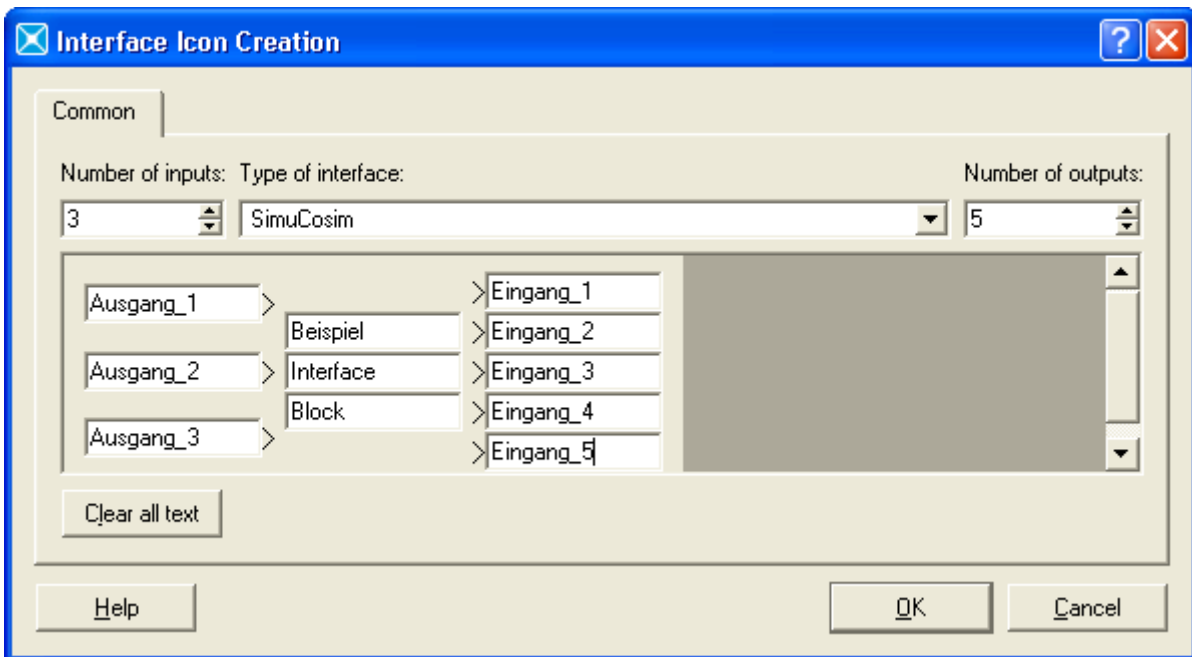 Interface Icon Creation
Common
Number of inputs: Type of interface: Number of outputs:
3 SimuCosim 5
Eingang_1
Ausgang_1
Beispiel Eingang_2
Ausgang_2 Interface Eingang_3
Block Eingang_4
Ausgang_3
Eingang_5
Clear all text
Help OK Cancel